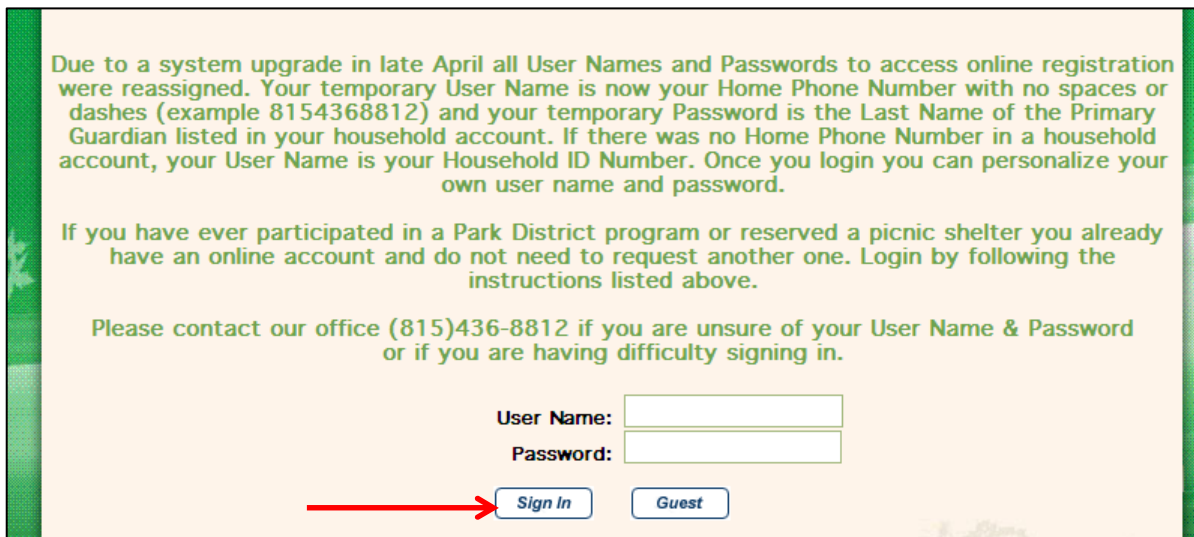 Due to a system upgrade in late April all User Names and Passwords to access online registration
were reassigned. Your temporary User Name is now your Home Phone Number with no spaces or
dashes (example 8154368812) and your temporary Password is the Last Name of the Primary
Guardian listed in your household account. If there was no Home Phone Number in a household
account, your User Name is your Household ID Number. Once you login you can personalize your
own user name and password.
If you have ever participated in a Park District program or reserved a picnic shelter you already
have an online account and do not need to request another one. Login by following the
instructions listed above.
Please contact our office (815)436-8812 if you are unsure of your User Name & Password
or if you are having difficulty signing in.
User Name:
Password:
Sign In Guest